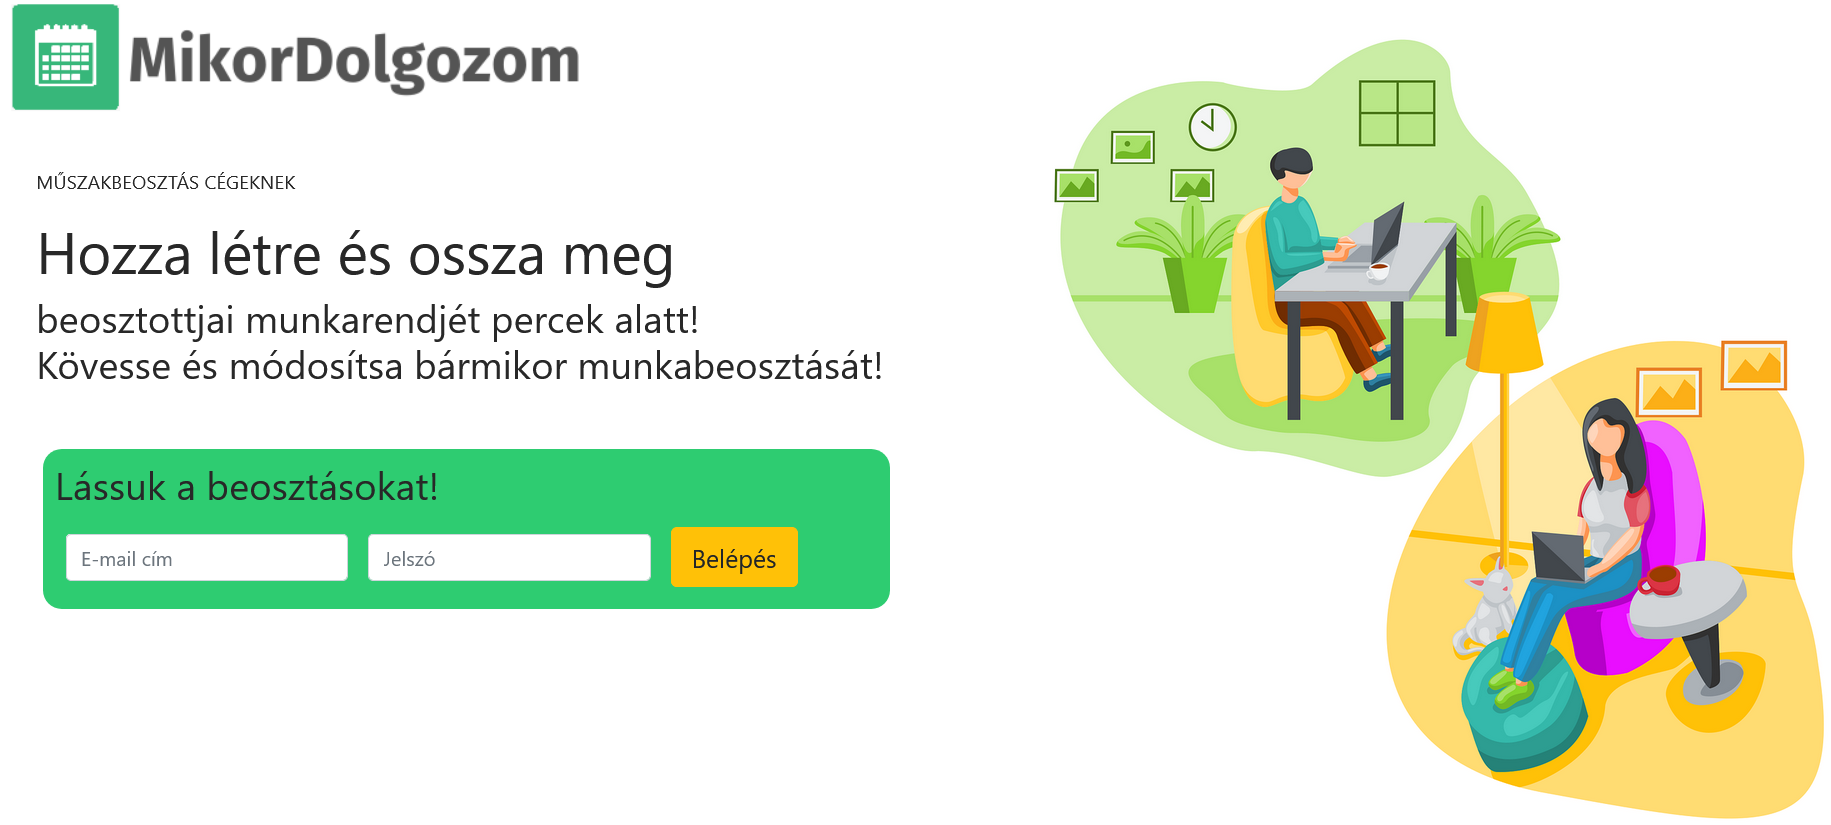 MikorDolgozom
MŰSZAKBEOSZTÁS CÉGEKNEK
Hozza létre és ossza meg
beosztottjai munkarendjét percek alatt!
Kövesse és módosítsa bármikor munkabeosztását!
Lássuk a beosztásokat!
E-mail cím
Jelszó
Belépés